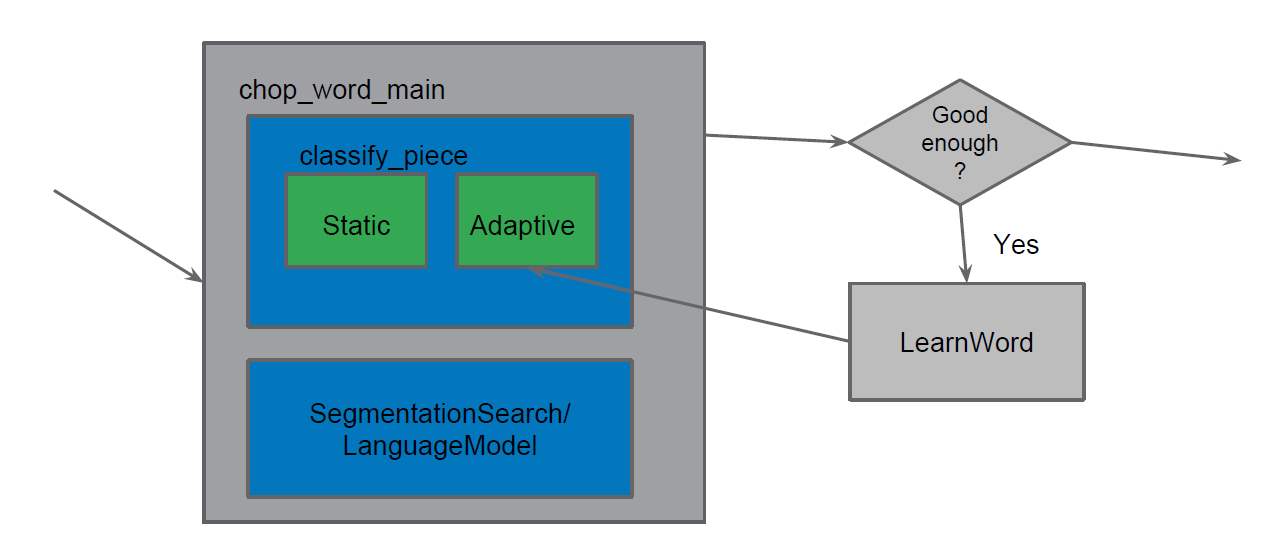 chop_word_main
classify_piece
Static
Adaptive
SegmentationSearch/
LanguageModel
Good
enough
?
Yes
LearnWord